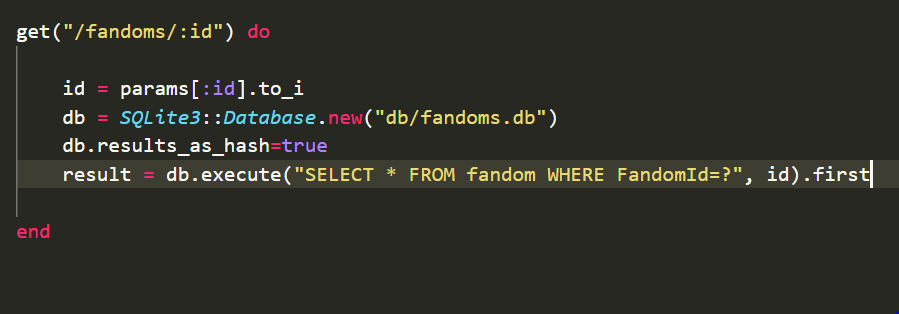 get("/fandoms/:id") do
id = params[:id].to_i
db = SQLite3::Database.new("db/fandoms.db")
db.results_as_hash=true
result = db.execute("SELECT * FROM fandom WHERE FandomId=?", id).first
end